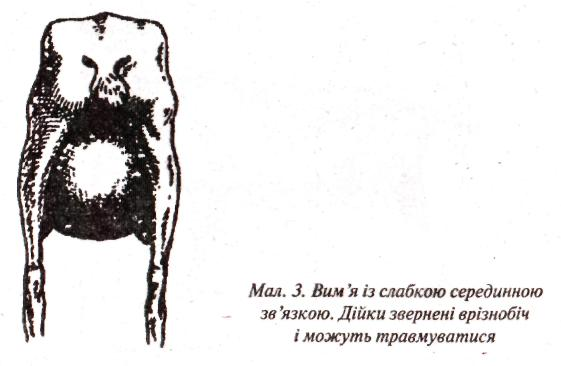 Мал. 3. Вим'я із слабкою серединною
зв'язкою. Дійки звернені врізнобіч
і можуть травмуватися